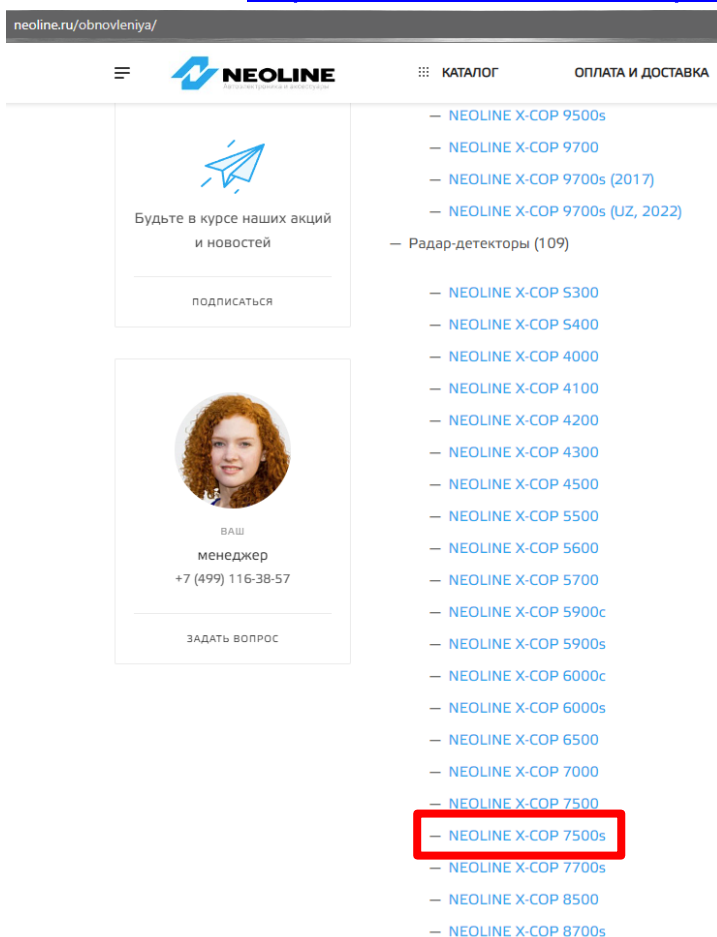 neoline.ru/obnovleniya/
NEOLINE
Автоэлектроника и аксессуары
КАТАЛОГ
ОПЛАТА И ДОСТАВКА
Будьте в курсе наших акций
и новостей
ПОДПИСАТЬСЯ
ВАШ
менеджер
+7 (499) 116-38-57
ЗАДАТЬ ВОПРОС
— NEOLINE X-COP 9500s
— NEOLINE X-COP 9700
— NEOLINE X-COP 9700s (2017)
— NEOLINE X-COP 9700s (UZ, 2022)
— Радар-детекторы (109)
— NEOLINE X-COP S300
— NEOLINE X-COP S400
— NEOLINE X-COP 4000
— NEOLINE X-COP 4100
— NEOLINE X-COP 4200
— NEOLINE X-COP 4300
— NEOLINE X-COP 4500
— NEOLINE X-COP 5500
— NEOLINE X-COP 5600
— NEOLINE X-COP 5700
— NEOLINE X-COP 5900c
— NEOLINE X-COP 5900s
— NEOLINE X-COP 6000c
— NEOLINE X-COP 6000s
— NEOLINE X-COP 6500
— NEOLINE X-COP 7000
— NEOLINE X-COP 7500
— NEOLINE X-COP 7500s
— NEOLINE X-COP 7700s
— NEOLINE X-COP 8500
— NEOLINE X-COP 8700s